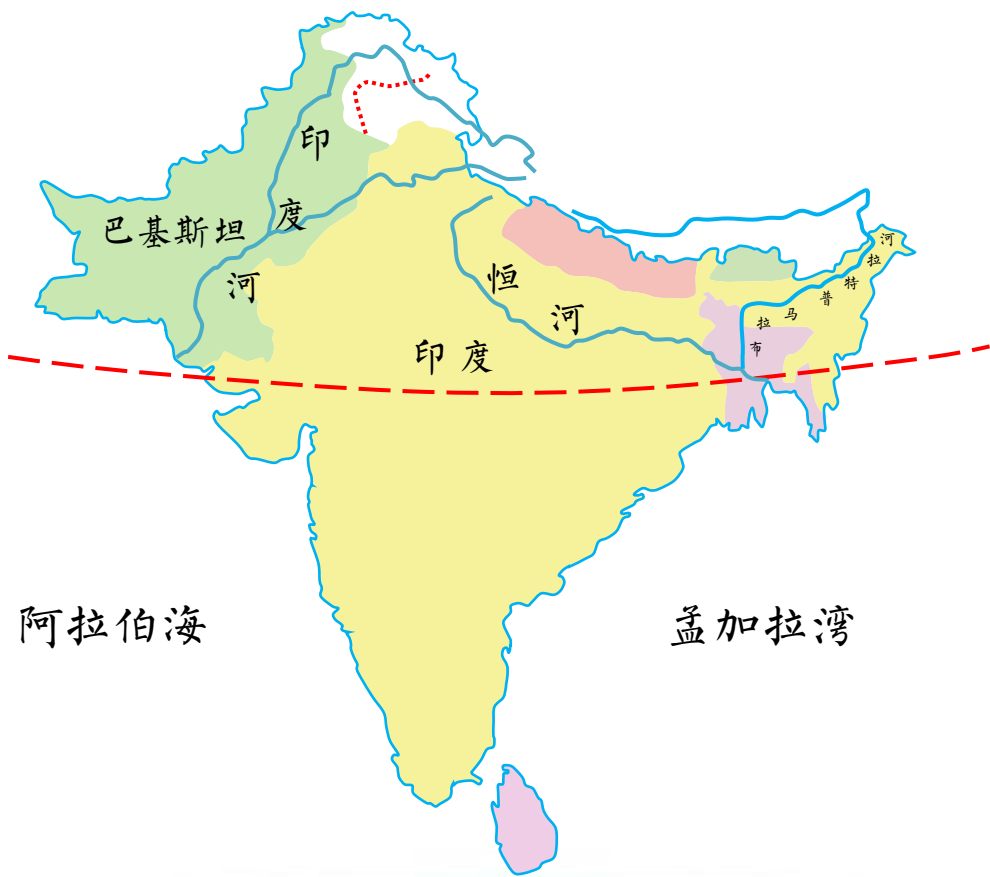 印度河
巴基斯坦
恒河
印度
布拉马普特拉河
阿拉伯海
孟加拉湾